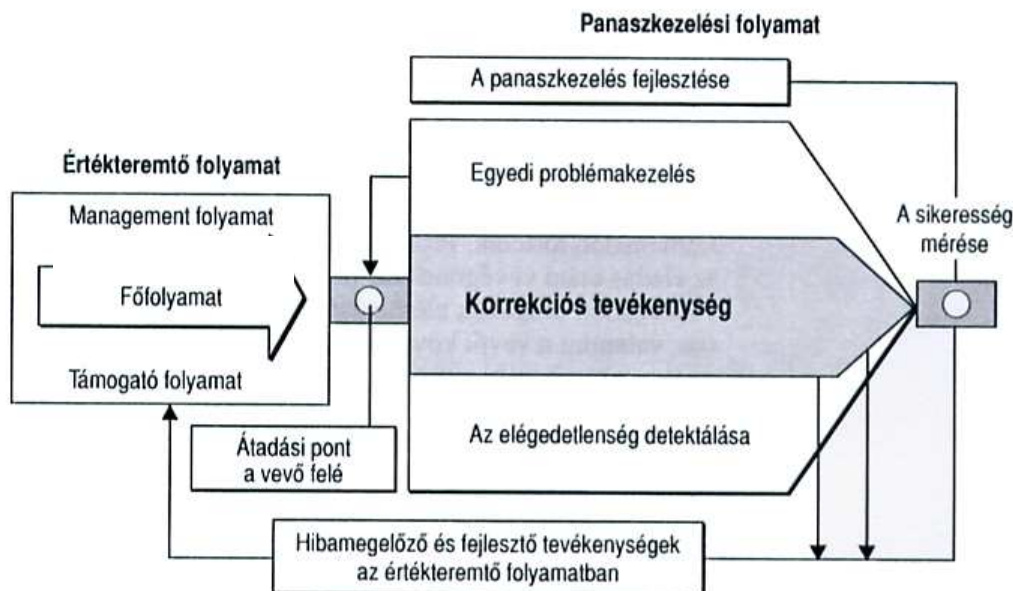 Panaszkezelési folyamat
A panaszkezelés fejlesztése
Értékteremtő folyamat
Management folyamat
Főfolyamat
Támogató folyamat
Egyedi problémakezelés
Korrekciós tevékenység
Az elégedetlenség detektálása
A sikeresség
mérése
Átadási pont
a vevő felé
Hibamegelőző és fejlesztő tevékenységek
az értékteremtő folyamatban